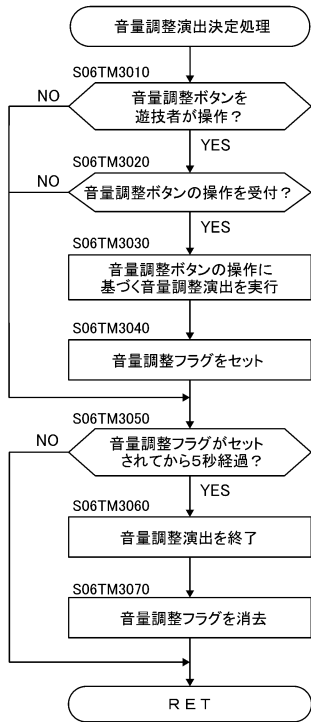 音量調整演出決定処理
S06TM3010
NO
音量調整ボタンを
遊技者が操作？
YES
S06TM3020
NO
音量調整ボタンの操作を受付？
YES
S06TM3030
音量調整ボタンの操作に
基づく音量調整演出を実行
S06TM3040
音量調整フラグをセット
S06TM3050
NO
音量調整フラグがセット
されてから5秒経過？
YES
S06TM3060
音量調整演出を終了
S06TM3070
音量調整フラグを消去
ＲＥＴ